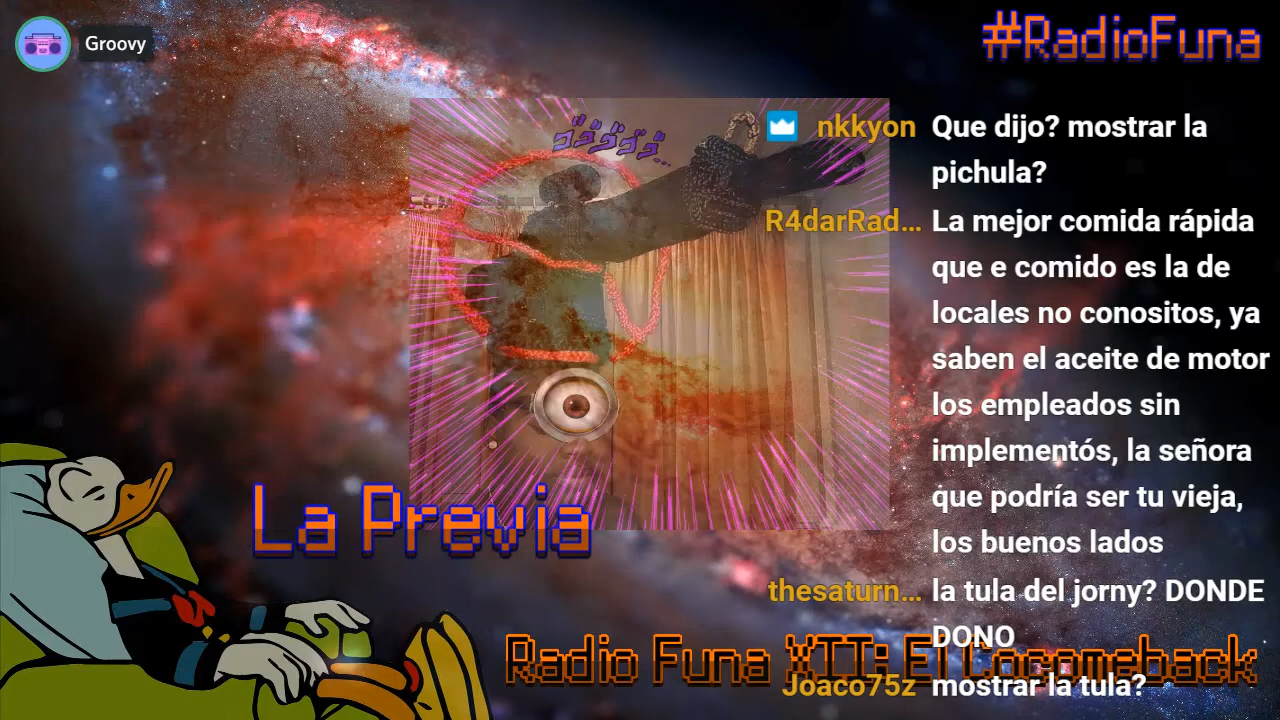 Groovy
#RadioFuna
nkkyon Que dijo? mostrar la
pichula?
R4darRad... La mejor comida rápida
que e comido es la de
locales no conositos, ya
saben el aceite de motor
los empleados sin
implementós, la señora
que podría ser tu vieja,
los buenos lados
La Previa
thesaturn... la tula del jorny? DONDE
DONO
Radio Funa XII: El Cocomeback
Joaco75z mostrar la tula?